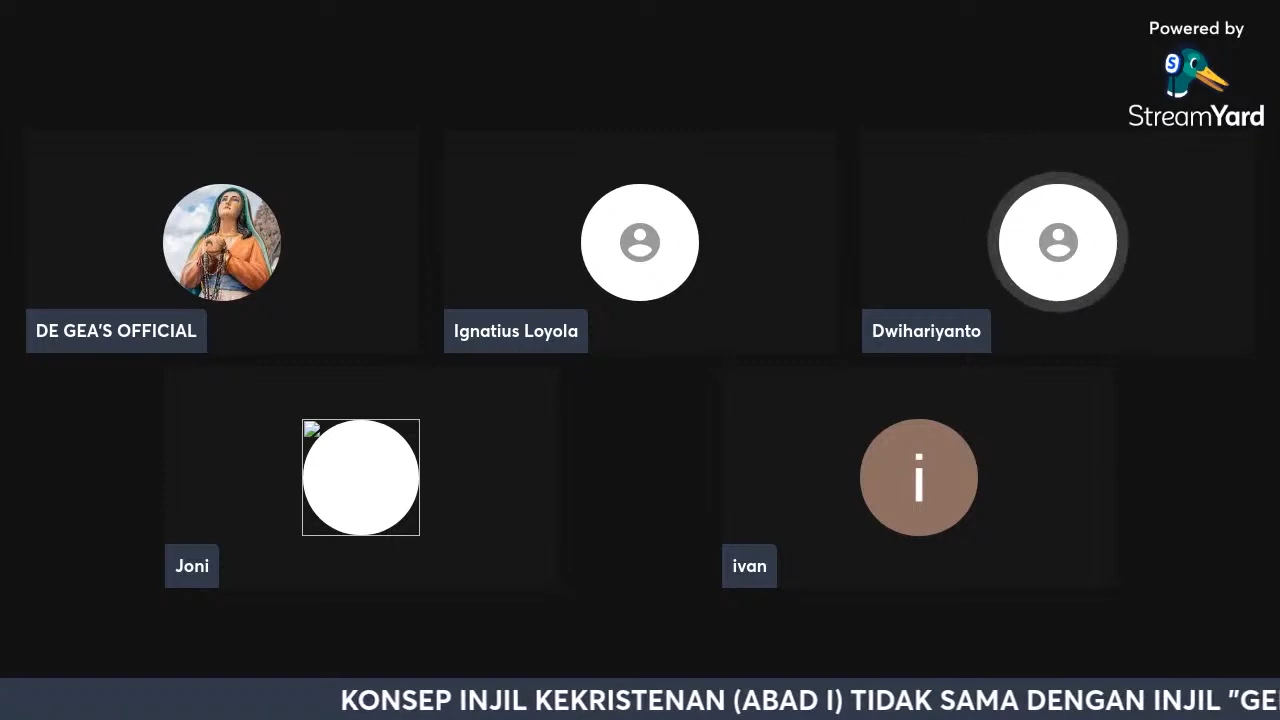 Powered by
StreamYard
DE GEA'S OFFICIAL
Ignatius Loyola
Dwihariyanto
i
Joni
ivan
KONSEP INJIL KEKRISTENAN (ABAD I) TIDAK SAMA DENGAN INJIL "GE